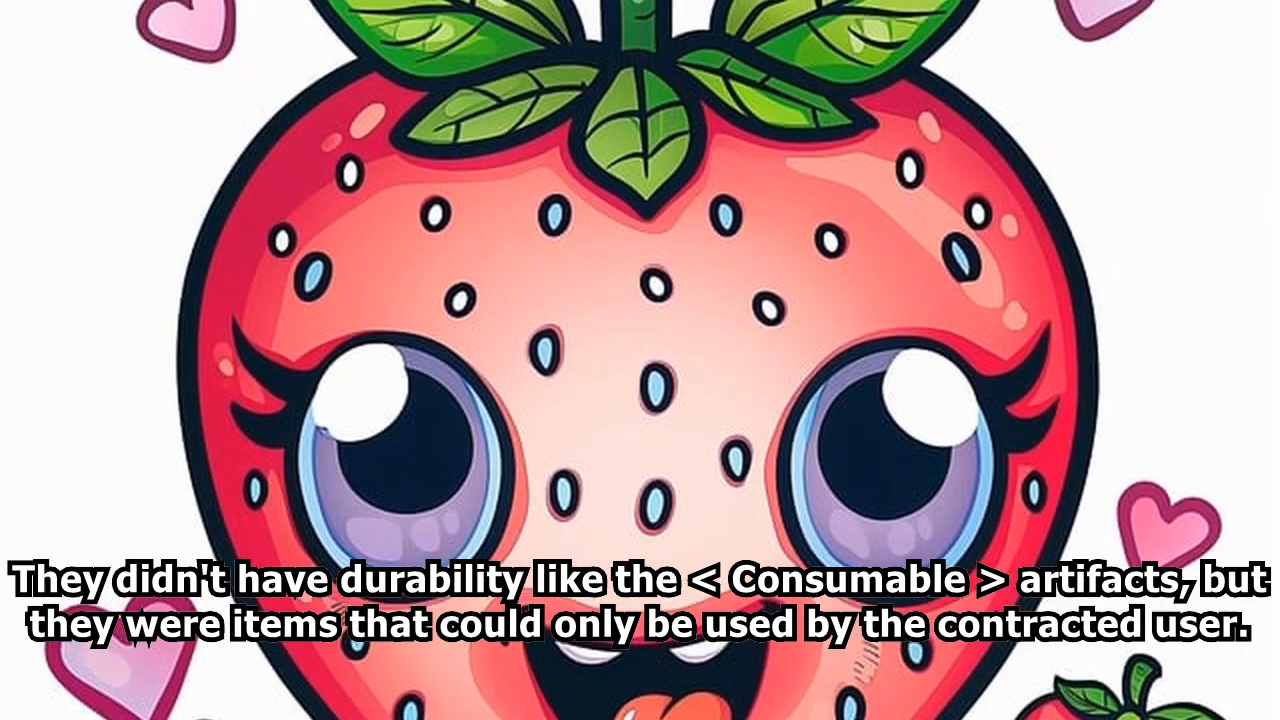 They didn't have durability like the < Consumable > artifacts, but
they were items that could only be used by the contracted user.